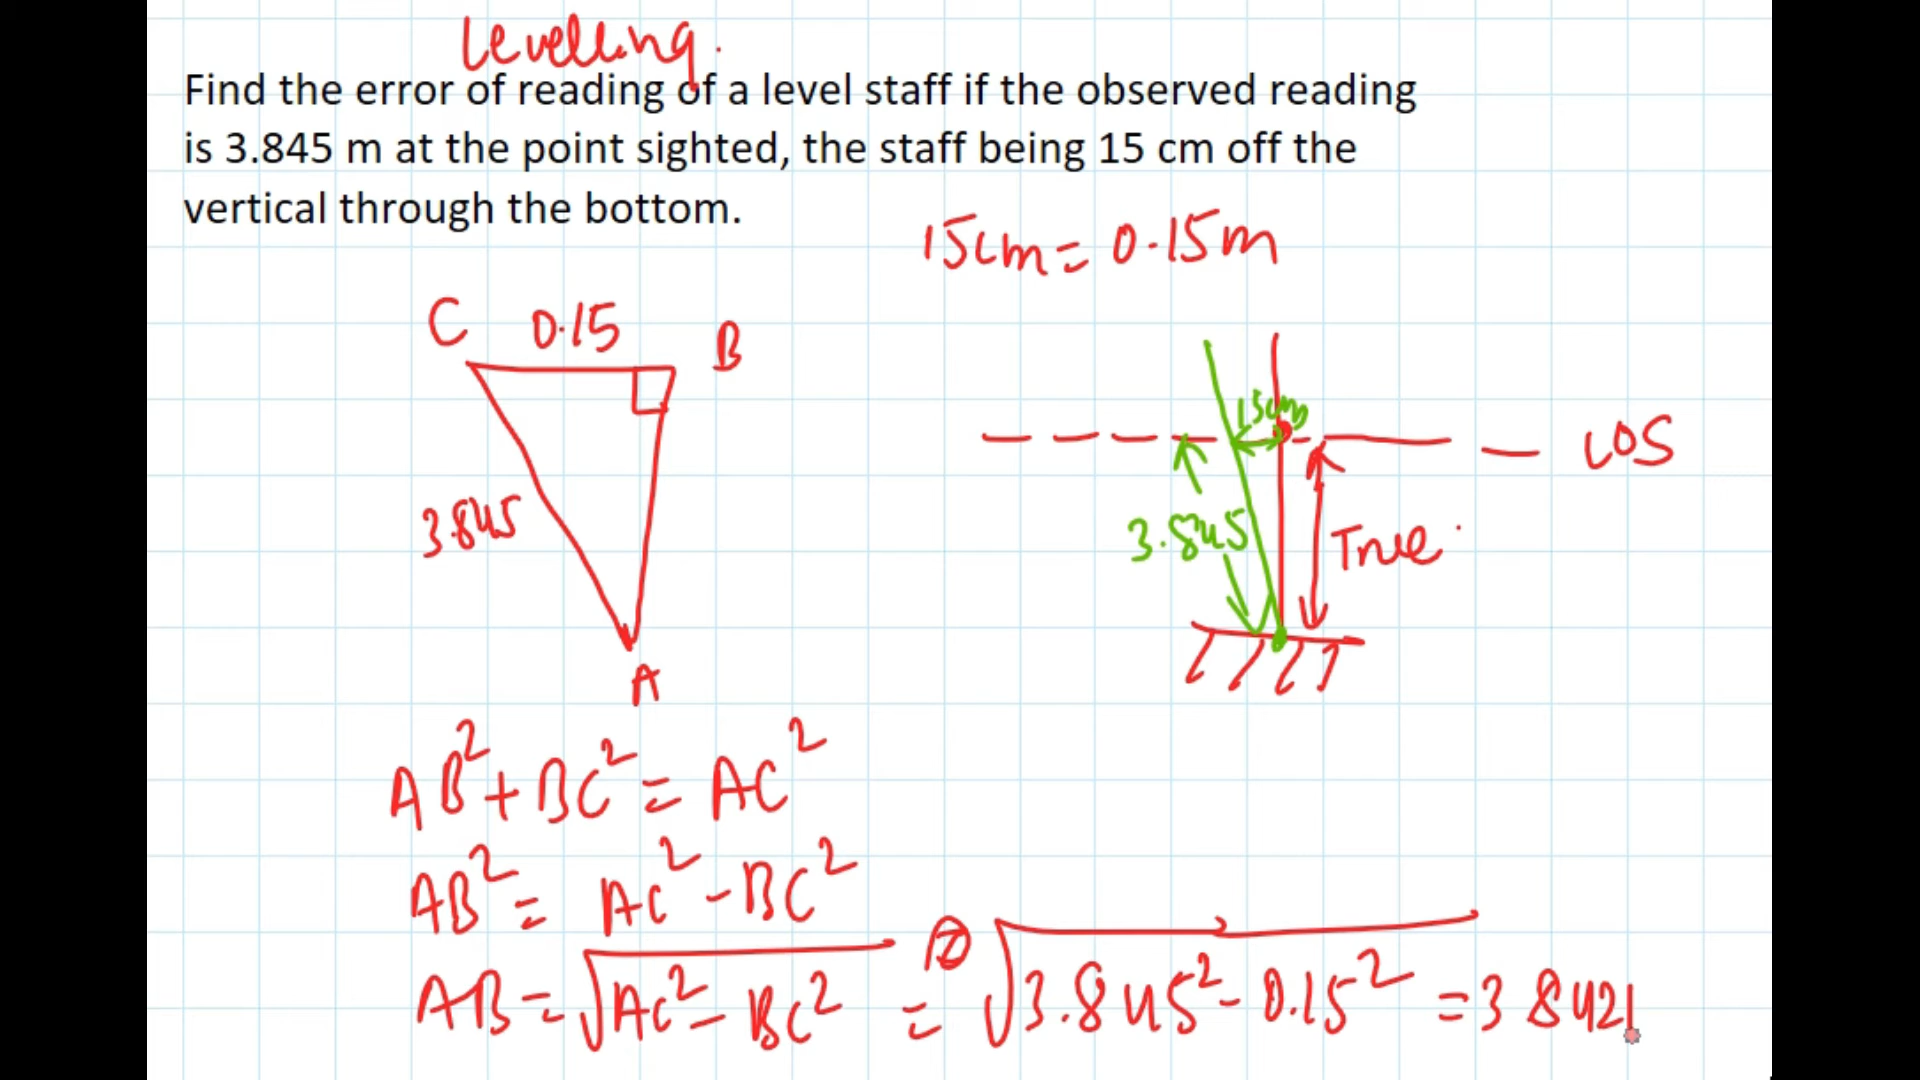 Levelling.
Find the error of reading of a level staff if the observed reading
is 3.845 m at the point sighted, the staff being 15 cm off the
vertical through the bottom.
15cm = 0.15m
C 0.15 B
15cm
LOS
3.845
3.845
True
A
AB² + BC² = AC²
AB² = AC² - BC²
AB = √AC² - BC² = √3.845² - 0.15² = 3.8421